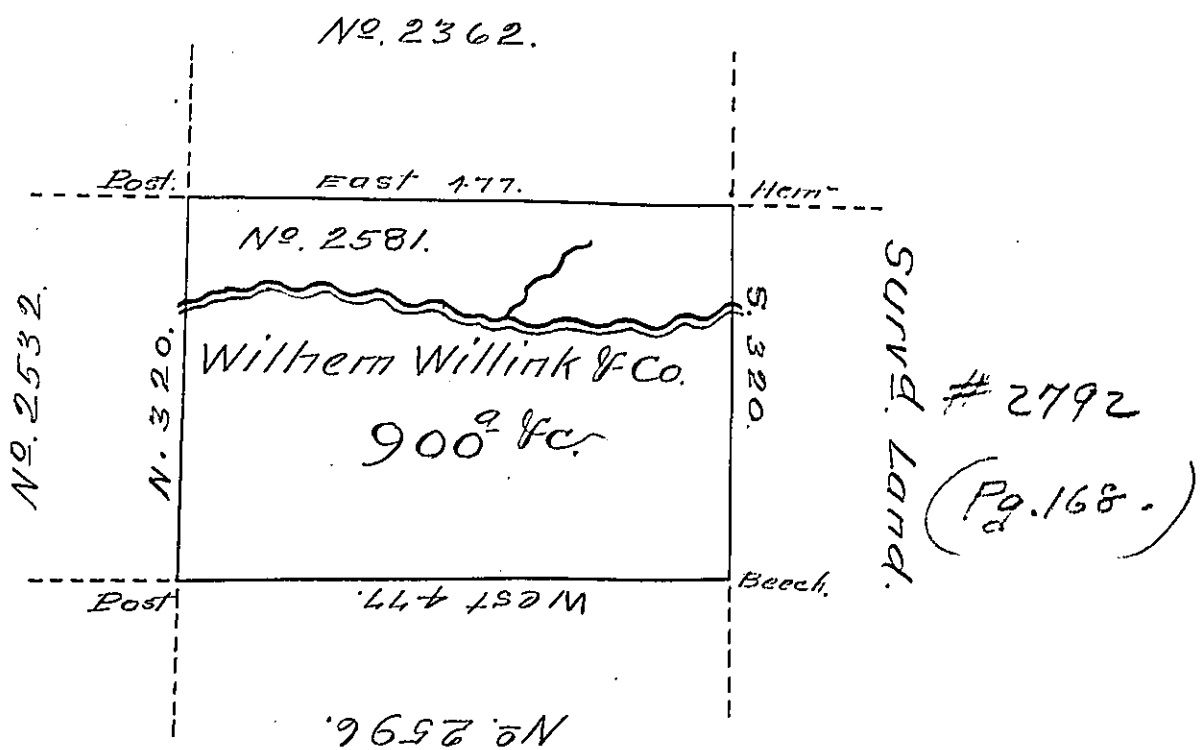 Nº. 2362.
Post.
East 477.
Hem-
Nº. 2581.
Nº. 2532.
N. 320.
S. 320.
Wilhem Willink & Co.
900ª &c.
Survd. Land.
# 2792
(Pg. 168.)
Post
West 477.
Beech.
Nº. 2596.